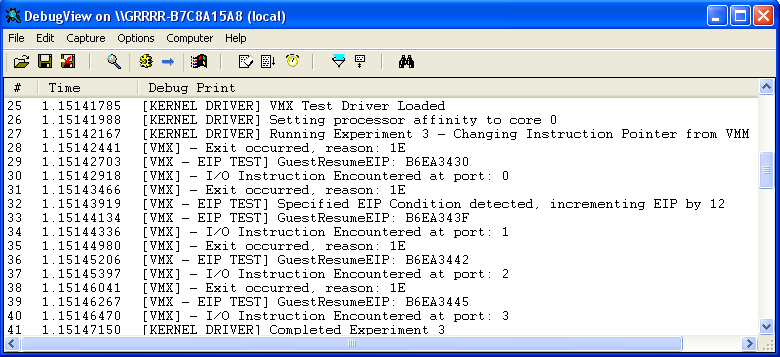 DebugView on \\GRRRR-B7C8A15A8 (local)
File Edit Capture Options Computer Help
# Time Debug Print
25 1.15141785 [KERNEL DRIVER] VMX Test Driver Loaded
26 1.15141988 [KERNEL DRIVER] Setting processor affinity to core 0
27 1.15142167 [KERNEL DRIVER] Running Experiment 3 - Changing Instruction Pointer from VMM
28 1.15142441 [VMX] - Exit occurred, reason: 1E
29 1.15142703 [VMX - EIP TEST] GuestResumeEIP: B6EA3430
30 1.15142918 [VMX] - I/O Instruction Encountered at port: 0
31 1.15143466 [VMX] - Exit occurred, reason: 1E
32 1.15143919 [VMX - EIP TEST] Specified EIP Condition detected, incrementing EIP by 12
33 1.15144134 [VMX - EIP TEST] GuestResumeEIP: B6EA343F
34 1.15144336 [VMX] - I/O Instruction Encountered at port: 1
35 1.15144980 [VMX] - Exit occurred, reason: 1E
36 1.15145206 [VMX - EIP TEST] GuestResumeEIP: B6EA3442
37 1.15145397 [VMX] - I/O Instruction Encountered at port: 2
38 1.15146041 [VMX] - Exit occurred, reason: 1E
39 1.15146267 [VMX - EIP TEST] GuestResumeEIP: B6EA3445
40 1.15146470 [VMX] - I/O Instruction Encountered at port: 3
41 1.15147150 [KERNEL DRIVER] Completed Experiment 3